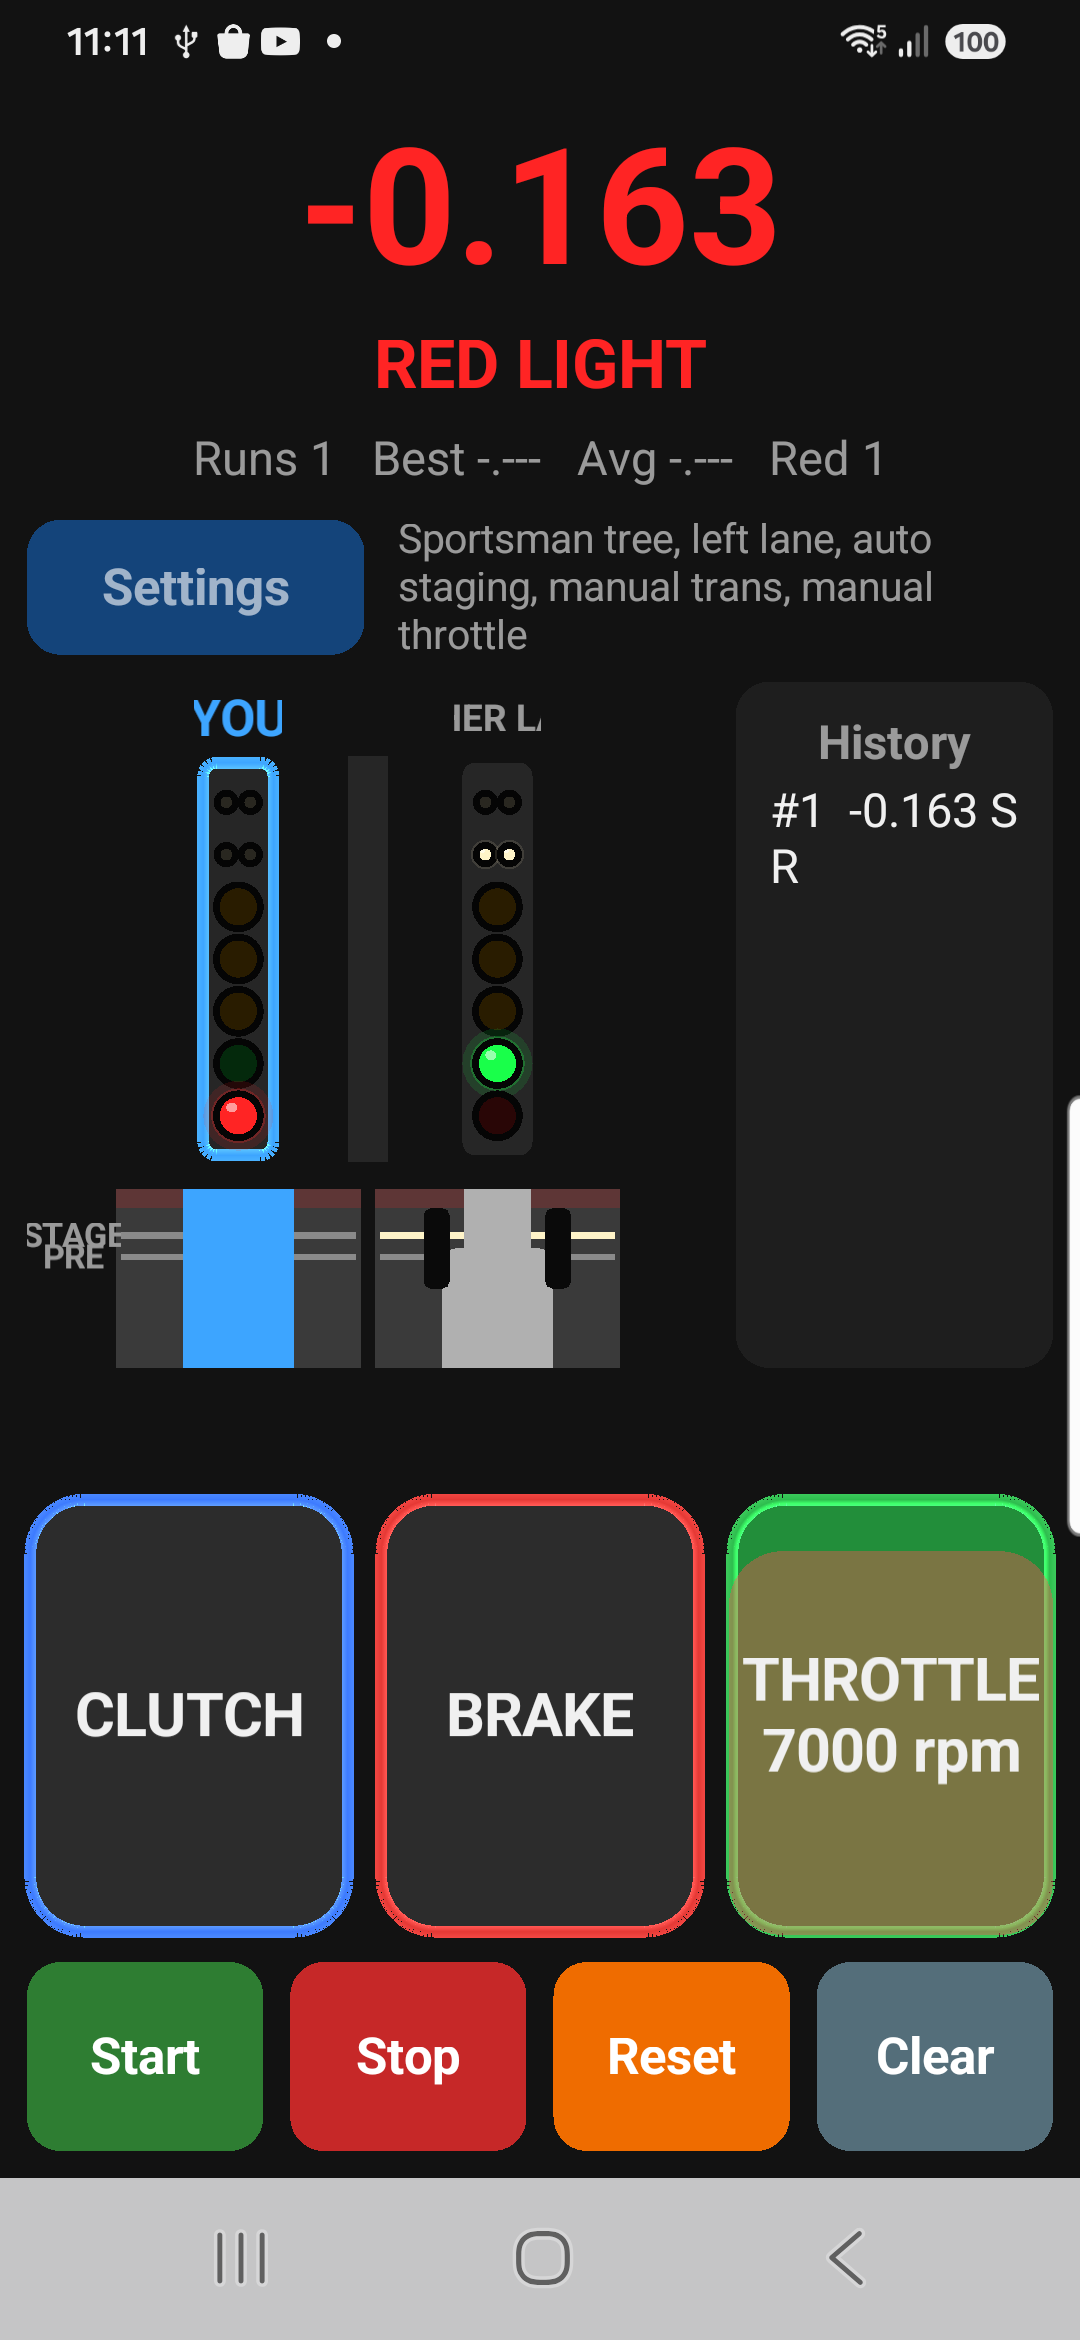 11:11
5
100
-0.163
RED LIGHT
Runs 1 Best -.--- Avg -.--- Red 1
Settings
Sportsman tree, left lane, auto
staging, manual trans, manual
throttle
YOU
IER LA
History
#1 -0.163 S
R
STAGE
PRE
CLUTCH
BRAKE
THROTTLE
7000 rpm
Start
Stop
Reset
Clear